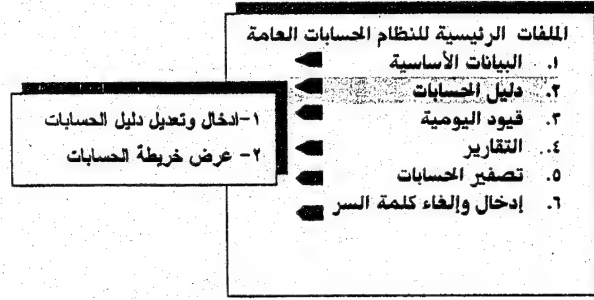 الملفات الرئيسية للنظام الحسابات العامة
١. البيانات الأساسية
٢. دليل الحسابات
٣. قيود اليومية
٤. التقارير
٥. تصفير الحسابات
٦. إدخال وإلغاء كلمة السر
١-ادخال وتعديل دليل الحسابات
٢- عرض خريطة الحسابات